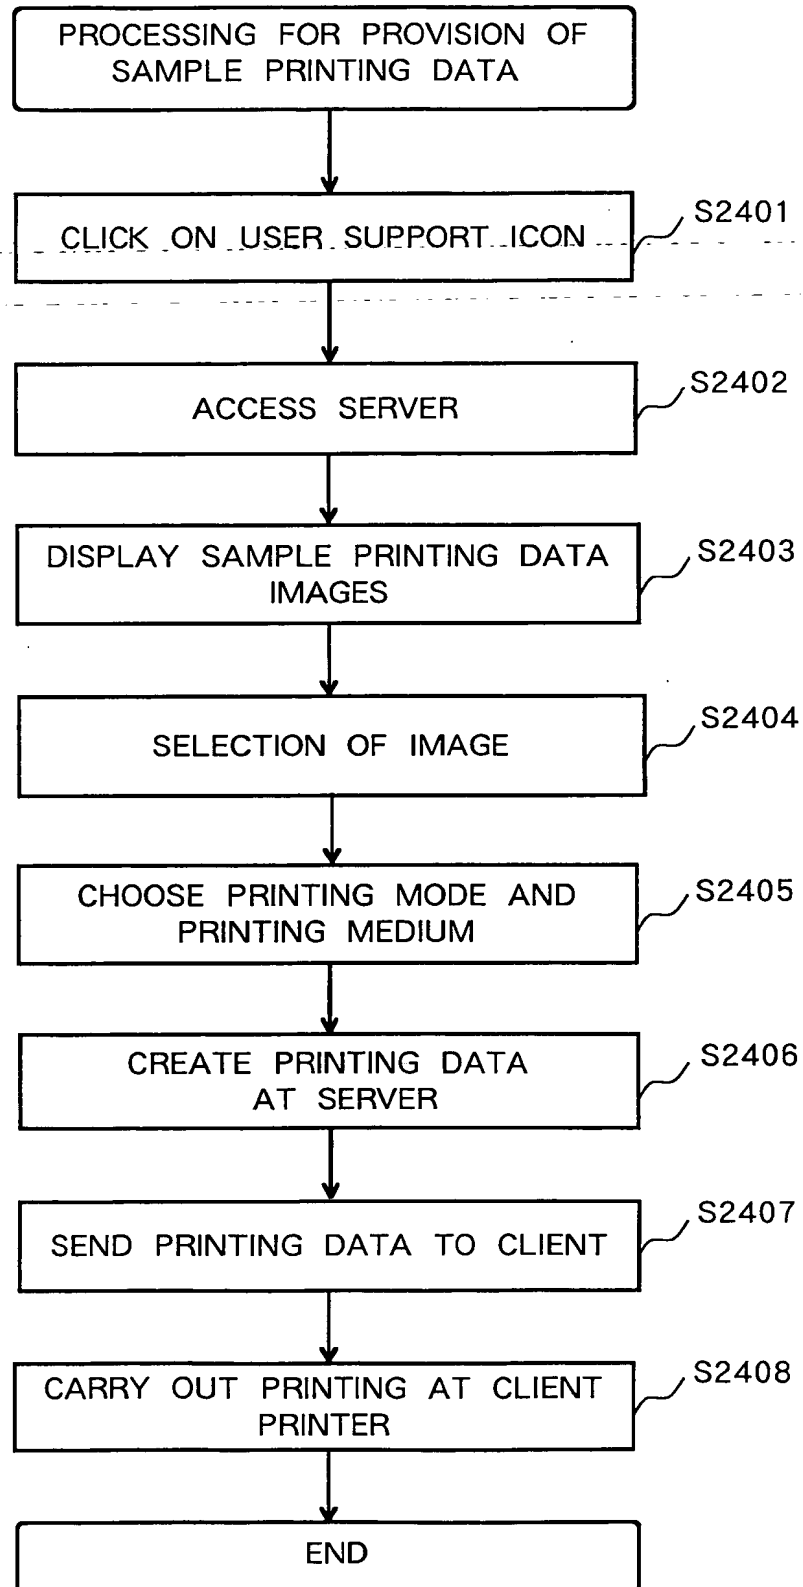 PROCESSING FOR PROVISION OF
SAMPLE PRINTING DATA
CLICK ON USER SUPPORT ICON
S2401
ACCESS SERVER
S2402
DISPLAY SAMPLE PRINTING DATA
IMAGES
S2403
SELECTION OF IMAGE
S2404
CHOOSE PRINTING MODE AND
PRINTING MEDIUM
S2405
CREATE PRINTING DATA
AT SERVER
S2406
SEND PRINTING DATA TO CLIENT
S2407
CARRY OUT PRINTING AT CLIENT
PRINTER
S2408
END